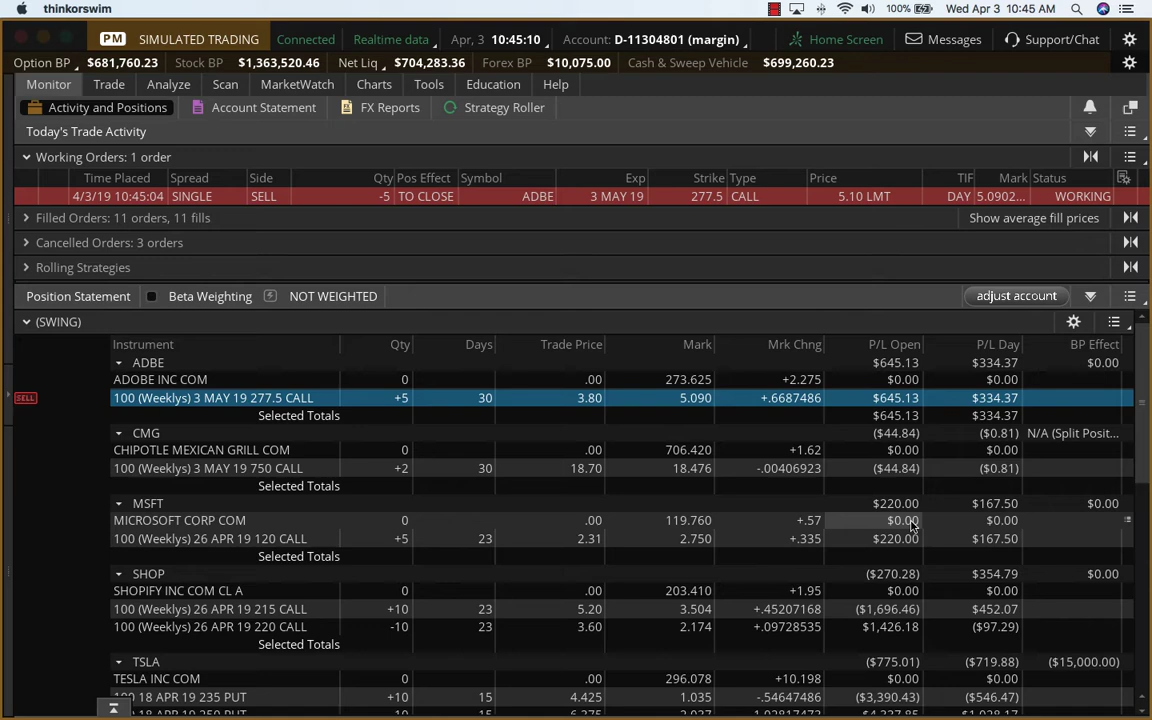 thinkorswim 100% Wed Apr 3 10:45 AM
PM SIMULATED TRADING Connected Realtime data Apr, 3 10:45:10 Account: D-11304801 (margin) Home Screen Messages Support/Chat
Option BP $681,760.23 Stock BP $1,363,520.46 Net Liq $704,283.36 Forex BP $10,075.00 Cash & Sweep Vehicle $699,260.23
Monitor Trade Analyze Scan MarketWatch Charts Tools Education Help
Activity and Positions Account Statement FX Reports Strategy Roller
Today's Trade Activity
Working Orders: 1 order
Time Placed Spread Side Qty Pos Effect Symbol Exp Strike Type Price TIF Mark Status
4/3/19 10:45:04 SINGLE SELL -5 TO CLOSE ADBE 3 MAY 19 277.5 CALL 5.10 LMT DAY 5.0902... WORKING
Filled Orders: 11 orders, 11 fills Show average fill prices
Cancelled Orders: 3 orders
Rolling Strategies
Position Statement Beta Weighting NOT WEIGHTED adjust account
(SWING)
Instrument Qty Days Trade Price Mark Mrk Chng P/L Open P/L Day BP Effect
ADBE $645.13 $334.37 $0.00
ADOBE INC COM 0 .00 273.625 +2.275 $0.00 $0.00
SELL 100 (Weeklys) 3 MAY 19 277.5 CALL +5 30 3.80 5.090 +.6687486 $645.13 $334.37
Selected Totals $645.13 $334.37
CMG ($44.84) ($0.81) N/A (Split Posit...
CHIPOTLE MEXICAN GRILL COM 0 .00 706.420 +1.62 $0.00 $0.00
100 (Weeklys) 3 MAY 19 750 CALL +2 30 18.70 18.476 -.00406923 ($44.84) ($0.81)
Selected Totals
MSFT $220.00 $167.50 $0.00
MICROSOFT CORP COM 0 .00 119.760 +.57 $0.00 $0.00
100 (Weeklys) 26 APR 19 120 CALL +5 23 2.31 2.750 +.335 $220.00 $167.50
Selected Totals
SHOP ($270.28) $354.79 $0.00
SHOPIFY INC COM CL A 0 .00 203.410 +1.95 $0.00 $0.00
100 (Weeklys) 26 APR 19 215 CALL +10 23 5.20 3.504 +.45207168 ($1,696.46) $452.07
100 (Weeklys) 26 APR 19 220 CALL -10 23 3.60 2.174 +.09728535 $1,426.18 ($97.29)
Selected Totals
TSLA ($775.01) ($719.88) ($15,000.00)
TESLA INC COM 0 .00 296.078 +10.198 $0.00 $0.00
100 18 APR 19 235 PUT +10 15 4.425 1.035 -.54647481 ($3,390.43) ($546.47)